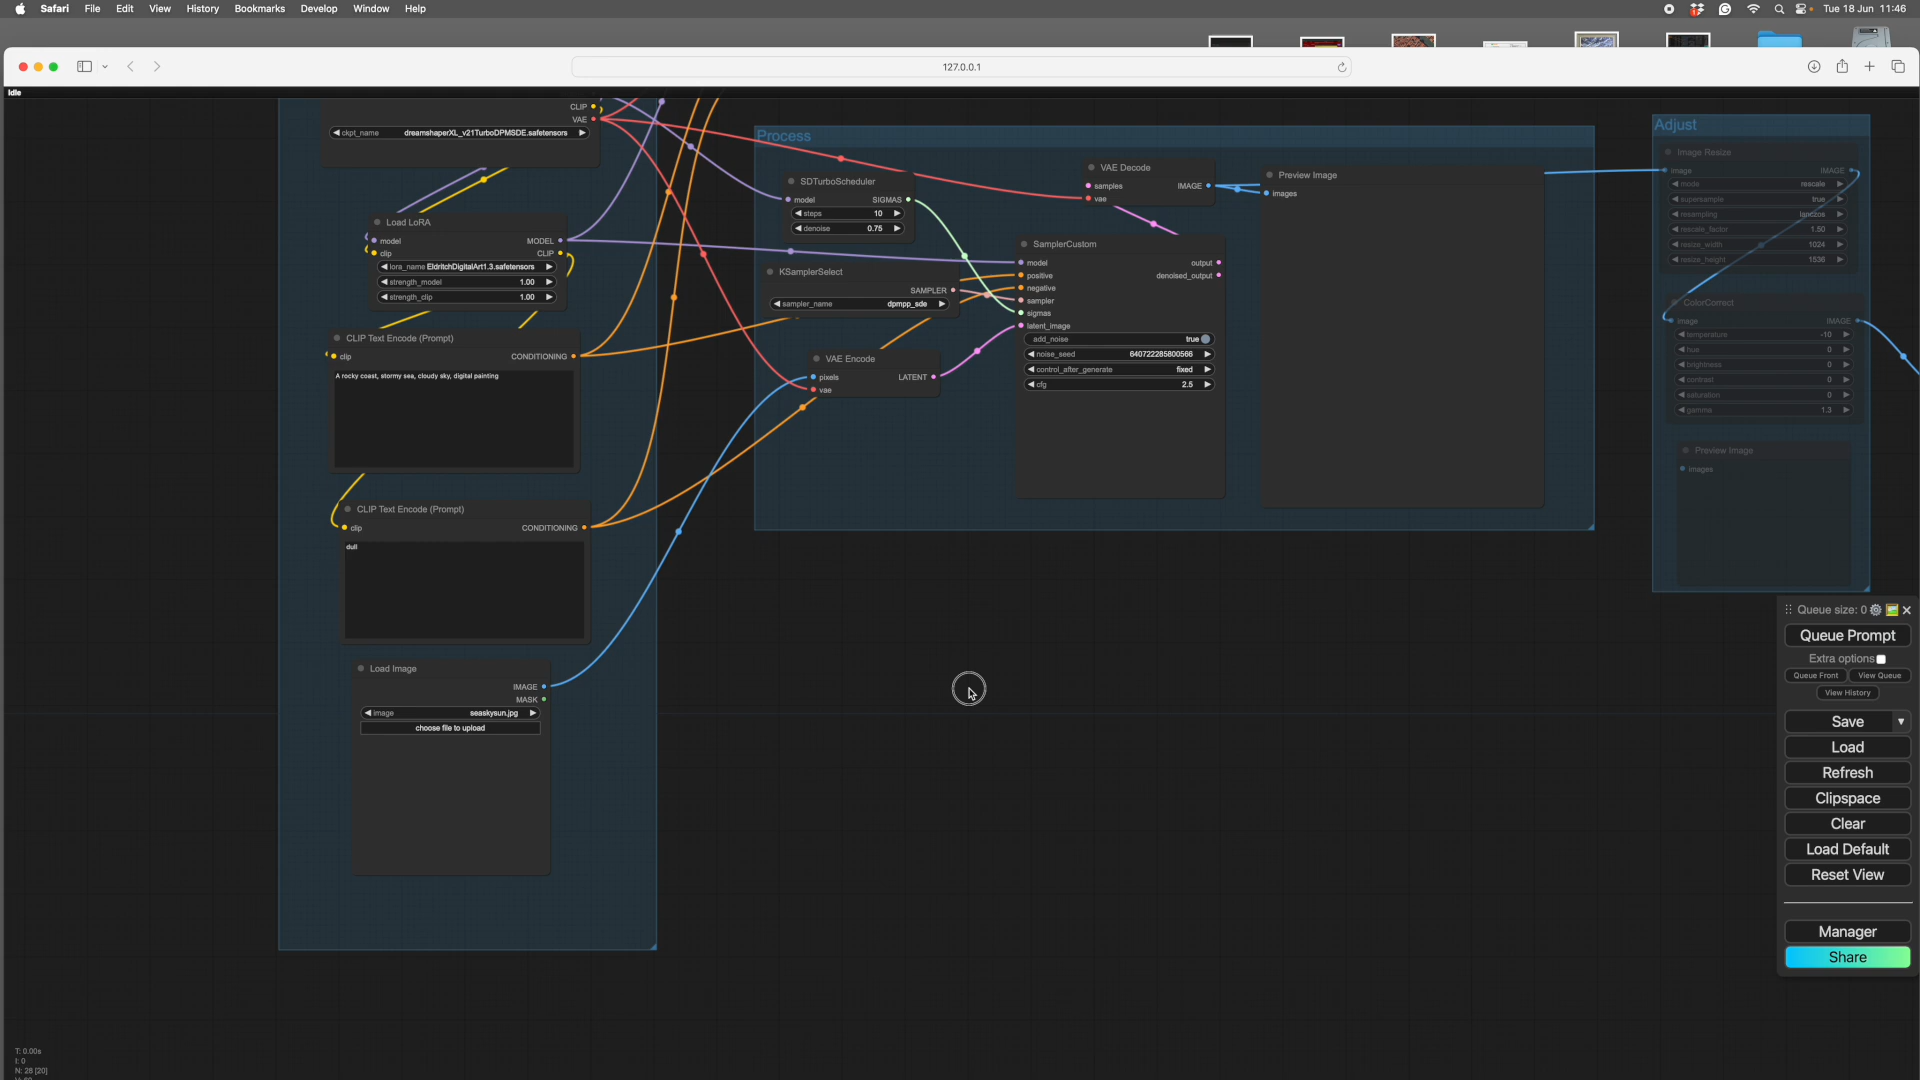 Safari File Edit View History Bookmarks Develop Window Help Tue 18 Jun 11:46
127.0.0.1
Idle
CLIP
VAE
ckpt_name dreamshaperXL_v21TurboDPMSDE.safetensors
Load LoRA
model MODEL
clip CLIP
lora_name EldritchDigitalArt1.3.safetensors
strength_model 1.00
strength_clip 1.00
CLIP Text Encode (Prompt)
clip CONDITIONING
A rocky coast, stormy sea, cloudy sky, digital painting
CLIP Text Encode (Prompt)
clip CONDITIONING
dull
Load Image
IMAGE
MASK
image seaskysun.jpg
choose file to upload
Process
SDTurboScheduler
model SIGMAS
steps 10
denoise 0.75
KSamplerSelect
SAMPLER
sampler_name dpmpp_sde
VAE Encode
pixels LATENT
vae
VAE Decode
samples IMAGE
vae
SamplerCustom
model output
positive denoised_output
negative
sampler
sigmas
latent_image
add_noise true
noise_seed 640722285800566
control_after_generate fixed
cfg 2.5
Preview Image
images
Adjust
Image Resize
image IMAGE
mode rescale
supersample true
resampling lanczos
rescale_factor 1.50
resize_width 1024
resize_height 1536
ColorCorrect
image IMAGE
temperature -10
hue 0
brightness 0
contrast 0
saturation 0
gamma 1.3
Preview Image
images
Queue size: 0
Queue Prompt
Extra options
Queue Front View Queue
View History
Save
Load
Refresh
Clipspace
Clear
Load Default
Reset View
Manager
Share
T: 0.00s
I: 0
N: 28 [20]